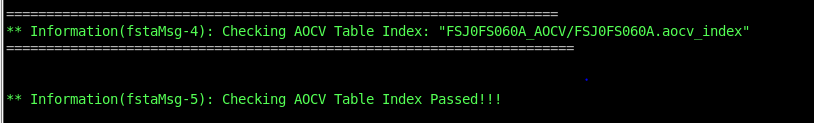 =====================================================================
** Information(fstaMsg-4): Checking AOCV Table Index: "FSJ0FS060A_AOCV/FSJ0FS060A.aocv_index"
=======================================================================
** Information(fstaMsg-5): Checking AOCV Table Index Passed!!!